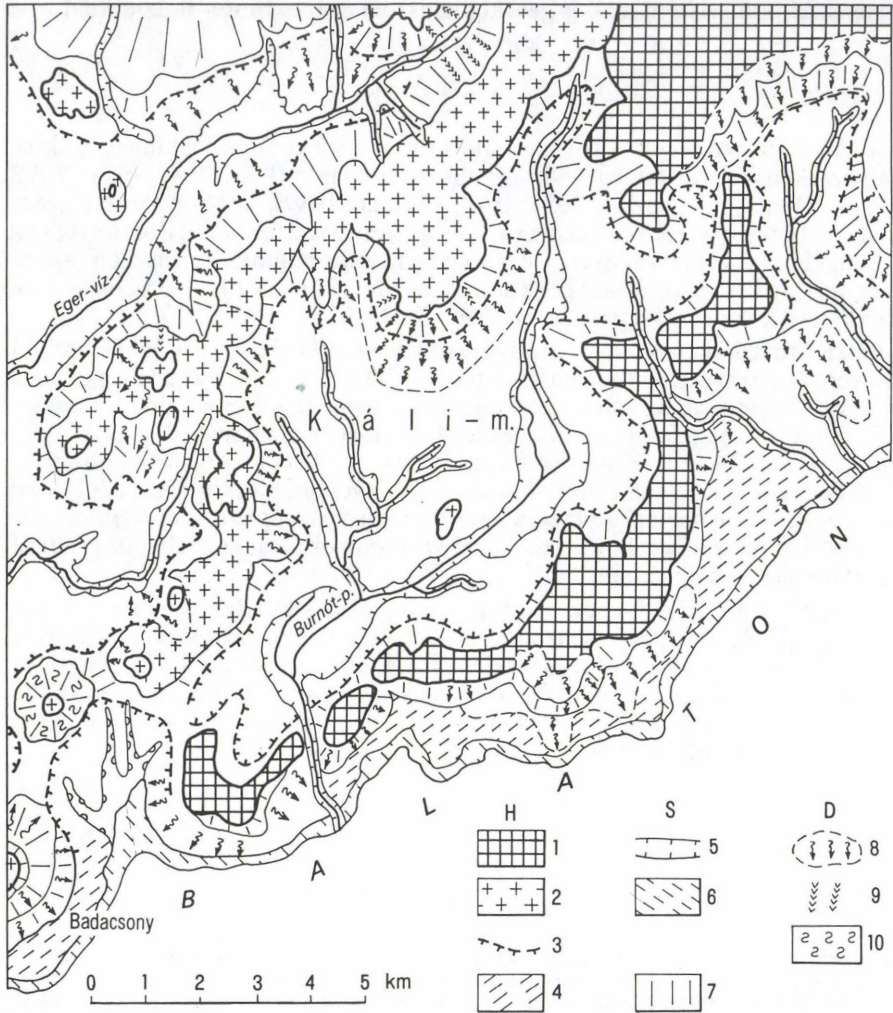 Ö
Eger-víz
K á l i – m.
Burnót-p.
B A L A T O N
Badacsony
0 1 2 3 4 5 km
H S D
1 5 8
2 6 9
3 10
4 7